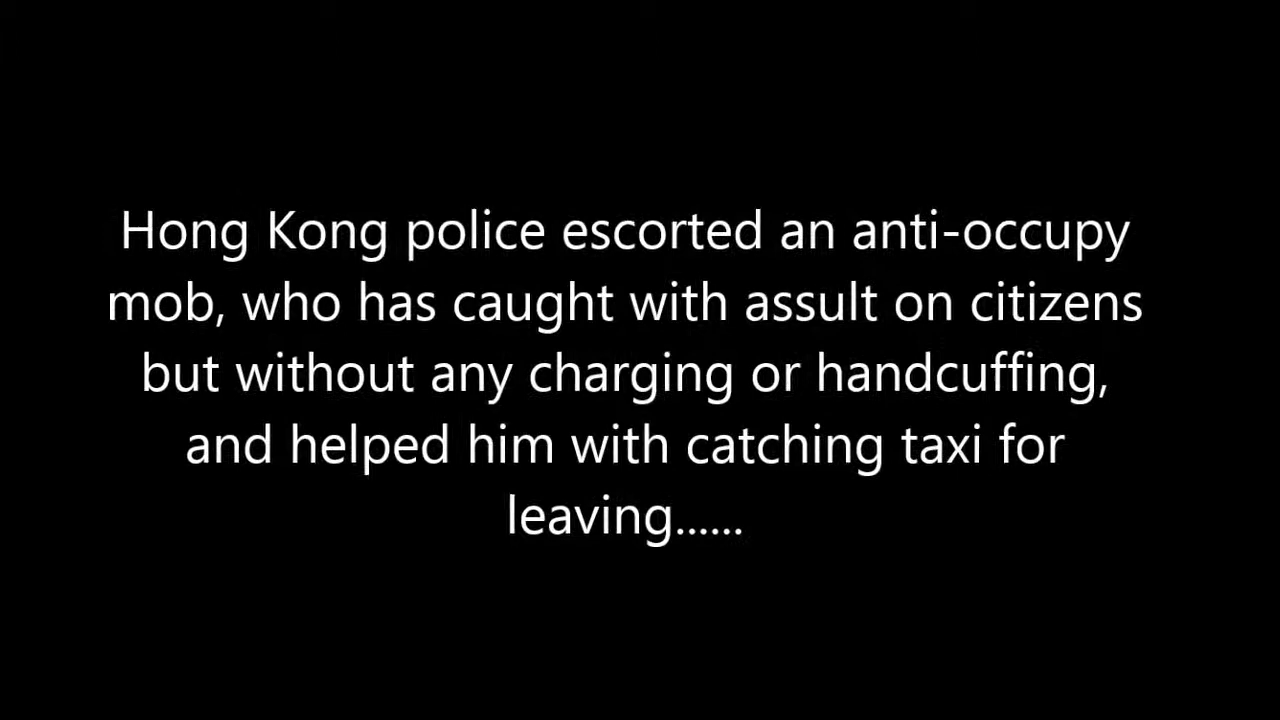 Hong Kong police escorted an anti-occupy
mob, who has caught with assult on citizens
but without any charging or handcuffing,
and helped him with catching taxi for
leaving......